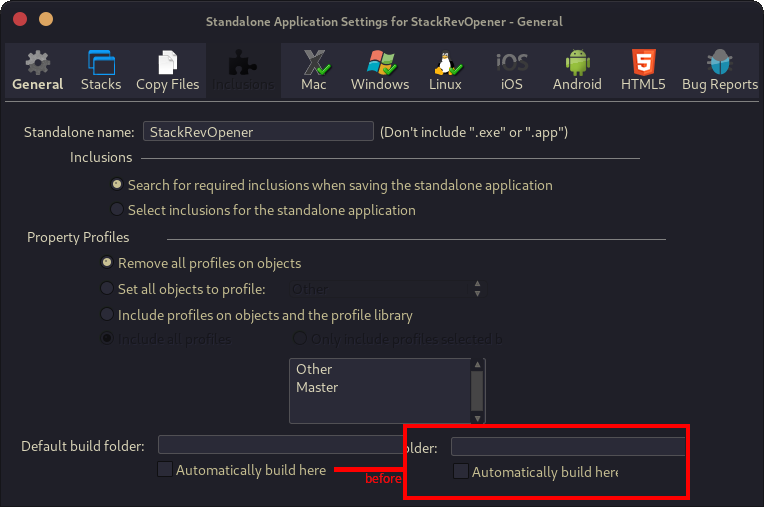 Standalone Application Settings for StackRevOpener - General
General Stacks Copy Files Inclusions Mac Windows Linux iOS Android HTML5 Bug Reports
Standalone name: StackRevOpener (Don't include ".exe" or ".app")
Inclusions
Search for required inclusions when saving the standalone application
Select inclusions for the standalone application
Property Profiles
Remove all profiles on objects
Set all objects to profile: Other
Include profiles on objects and the profile library
Include all profiles Only include profiles selected b
Other
Master
Default build folder: older:
Automatically build here before Automatically build here